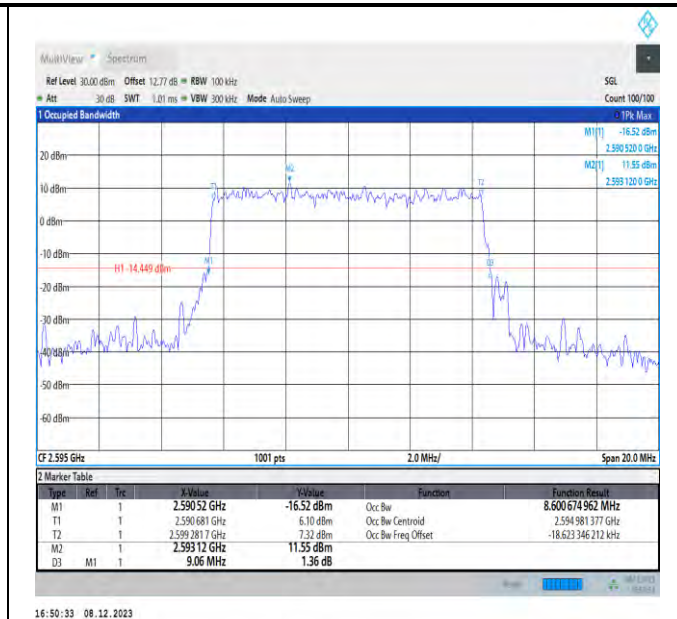 MultiView Spectrum
Ref Level 30.00 dBm Offset 12.77 dB RBW 100 kHz SGL
Att 30 dB SWT 1.01 ms VBW 300 kHz Mode Auto Sweep Count 100/100
1 Occupied Bandwidth 1Pk Max
M1[1] -16.52 dBm
2.590 520 0 GHz
M2[1] 11.55 dBm
2.593 120 0 GHz
20 dBm
M2
10 dBm
T1
T2
0 dBm
-10 dBm
M1
D3
H1 -14.449 dBm
-20 dBm
-30 dBm
-40 dBm
-50 dBm
-60 dBm
CF 2.595 GHz 1001 pts 2.0 MHz/ Span 20.0 MHz
2 Marker Table
Type Ref Trc X-Value Y-Value Function Function Result
M1 1 2.590 52 GHz -16.52 dBm Occ Bw 8.600 674 962 MHz
T1 1 2.590 681 GHz 6.10 dBm Occ Bw Centroid 2.594 981 377 GHz
T2 1 2.599 281 7 GHz 7.32 dBm Occ Bw Freq Offset -18.623 346 212 kHz
M2 1 2.593 12 GHz 11.55 dBm
D3 M1 1 9.06 MHz 1.36 dB
16:50:33 08.12.2023